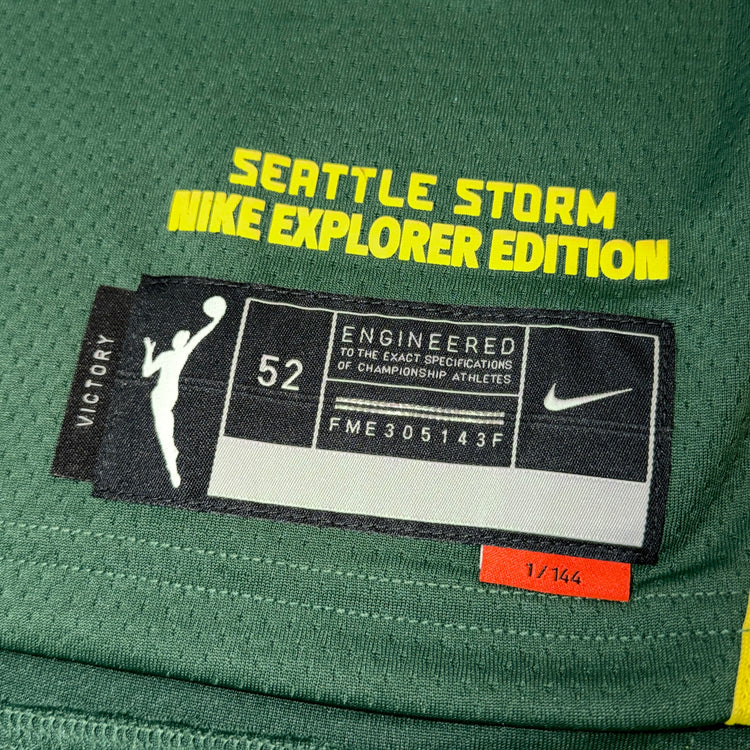 SEATTLE STORM
NIKE EXPLORER EDITION
VICTORY
52
ENGINEERED
TO THE EXACT SPECIFICATIONS
OF CHAMPIONSHIP ATHLETES
FME305143F
1/144